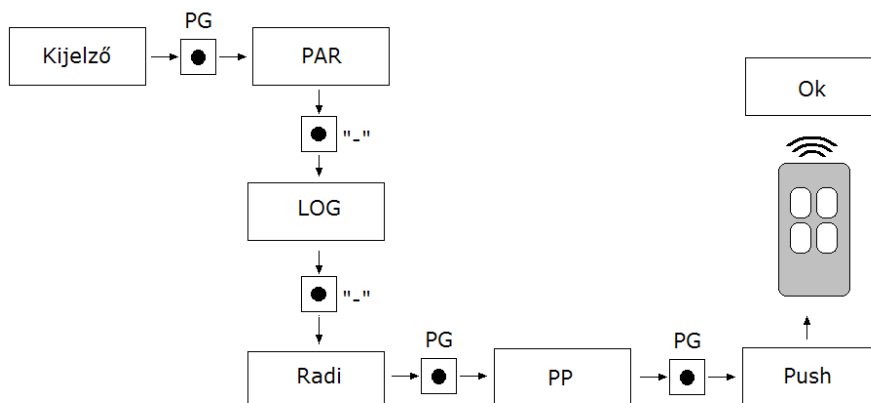 PG
Kijelző
PAR
Ok
"-"
LOG
"-"
PG
PG
Radi
PP
Push